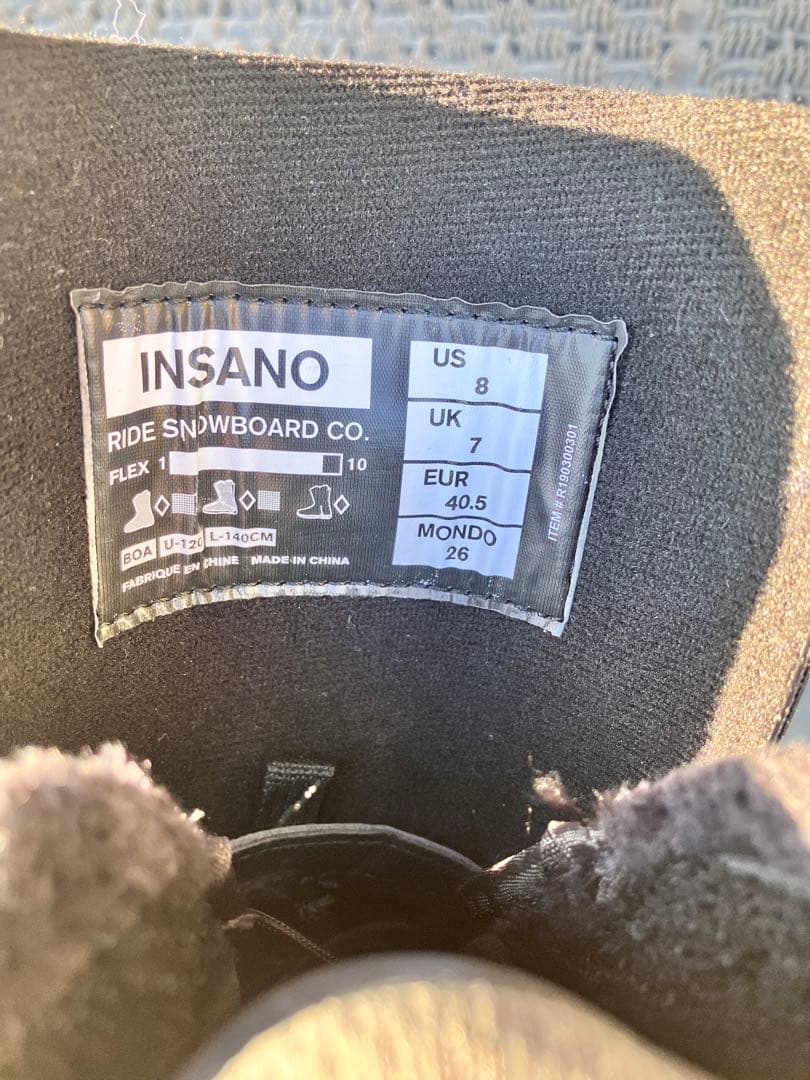 INSANO
RIDE SNOWBOARD CO.
FLEX 1 10
BOA U-120 L-140CM
FABRIQUE EN CHINE MADE IN CHINA
US
8
UK
7
EUR
40.5
MONDO
26
ITEM # R190300301